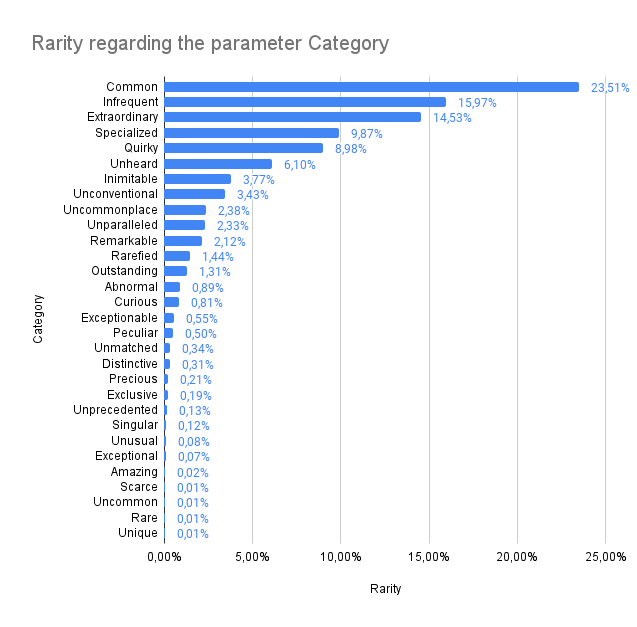 Rarity regarding the parameter Category
Category
Common 23,51%
Infrequent 15,97%
Extraordinary 14,53%
Specialized 9,87%
Quirky 8,98%
Unheard 6,10%
Inimitable 3,77%
Unconventional 3,43%
Uncommonplace 2,38%
Unparalleled 2,33%
Remarkable 2,12%
Rarefied 1,44%
Outstanding 1,31%
Abnormal 0,89%
Curious 0,81%
Exceptionable 0,55%
Peculiar 0,50%
Unmatched 0,34%
Distinctive 0,31%
Precious 0,21%
Exclusive 0,19%
Unprecedented 0,13%
Singular 0,12%
Unusual 0,08%
Exceptional 0,07%
Amazing 0,02%
Scarce 0,01%
Uncommon 0,01%
Rare 0,01%
Unique 0,01%
0,00% 5,00% 10,00% 15,00% 20,00% 25,00%
Rarity